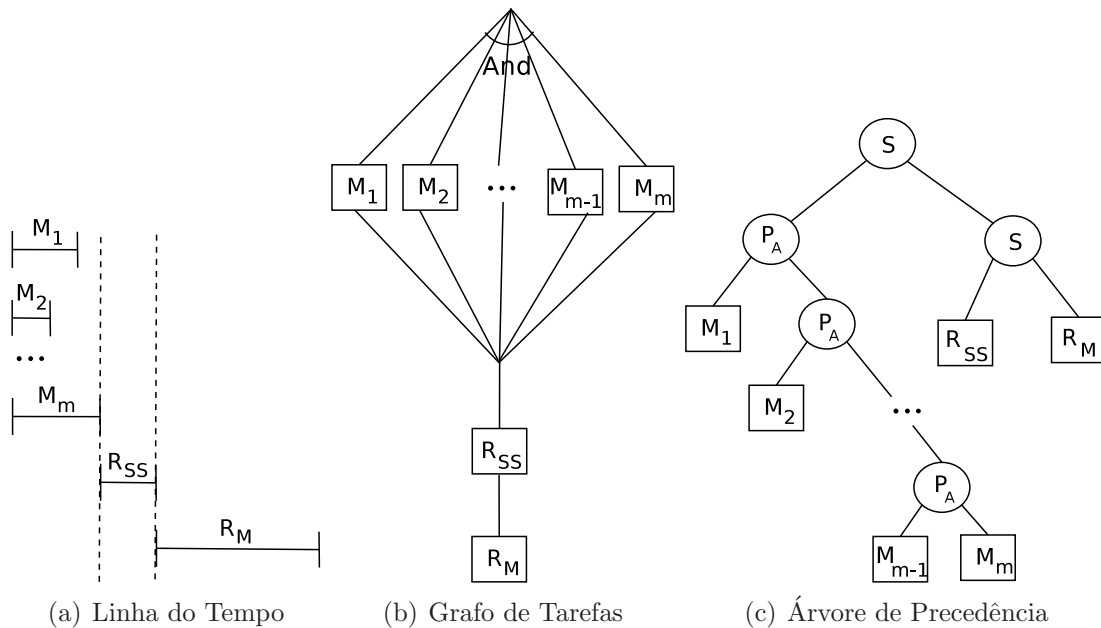 M1
M2
...
Mm
RSS
RM
(a) Linha do Tempo
And
M1 M2 ... Mm-1 Mm
RSS
RM
(b) Grafo de Tarefas
S
PA S
M1 PA RSS RM
M2 ...
PA
Mm-1 Mm
(c) Árvore de Precedência